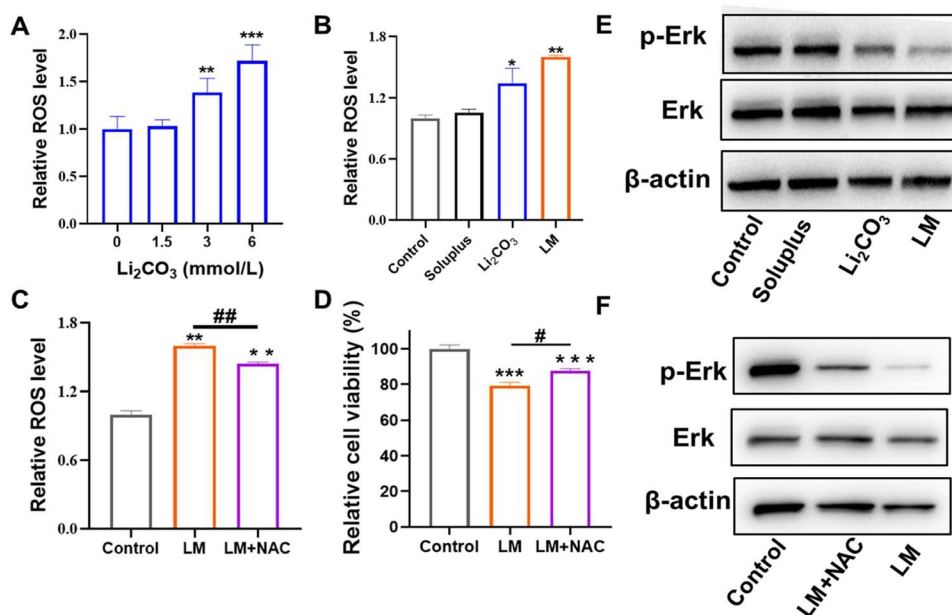 A
Relative ROS level
2.0
1.5
1.0
0.5
0.0
***
**
0
1.5
3
6
Li₂CO₃ (mmol/L)
B
Relative ROS level
1.8
1.2
0.6
0.0
*
**
Control
Soluplus
Li₂CO₃
LM
E
p-Erk
Erk
β-actin
Control
Soluplus
Li₂CO₃
LM
C
Relative ROS level
1.8
1.2
0.6
0.0
##
**
* *
Control
LM
LM+NAC
D
Relative cell viability (%)
100
80
60
40
20
0
#
***
* * *
Control
LM
LM+NAC
F
p-Erk
Erk
β-actin
Control
LM+NAC
LM